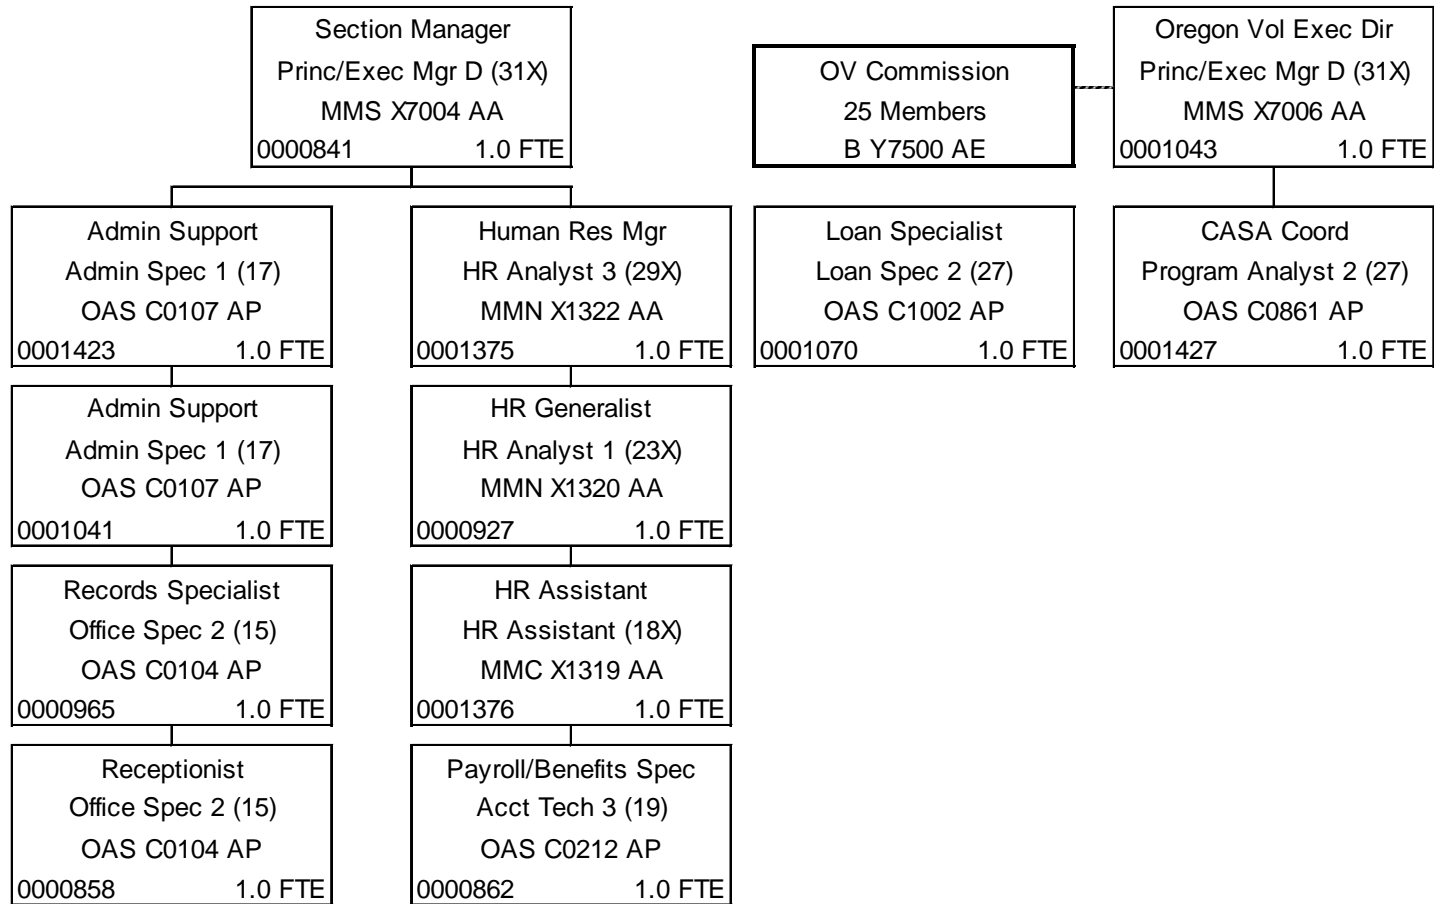 Section Manager
Princ/Exec Mgr D (31X)
MMS X7004 AA
0000841 1.0 FTE
OV Commission
25 Members
B Y7500 AE
Oregon Vol Exec Dir
Princ/Exec Mgr D (31X)
MMS X7006 AA
0001043 1.0 FTE
Admin Support
Admin Spec 1 (17)
OAS C0107 AP
0001423 1.0 FTE
Human Res Mgr
HR Analyst 3 (29X)
MMN X1322 AA
0001375 1.0 FTE
Loan Specialist
Loan Spec 2 (27)
OAS C1002 AP
0001070 1.0 FTE
CASA Coord
Program Analyst 2 (27)
OAS C0861 AP
0001427 1.0 FTE
Admin Support
Admin Spec 1 (17)
OAS C0107 AP
0001041 1.0 FTE
HR Generalist
HR Analyst 1 (23X)
MMN X1320 AA
0000927 1.0 FTE
Records Specialist
Office Spec 2 (15)
OAS C0104 AP
0000965 1.0 FTE
HR Assistant
HR Assistant (18X)
MMC X1319 AA
0001376 1.0 FTE
Receptionist
Office Spec 2 (15)
OAS C0104 AP
0000858 1.0 FTE
Payroll/Benefits Spec
Acct Tech 3 (19)
OAS C0212 AP
0000862 1.0 FTE